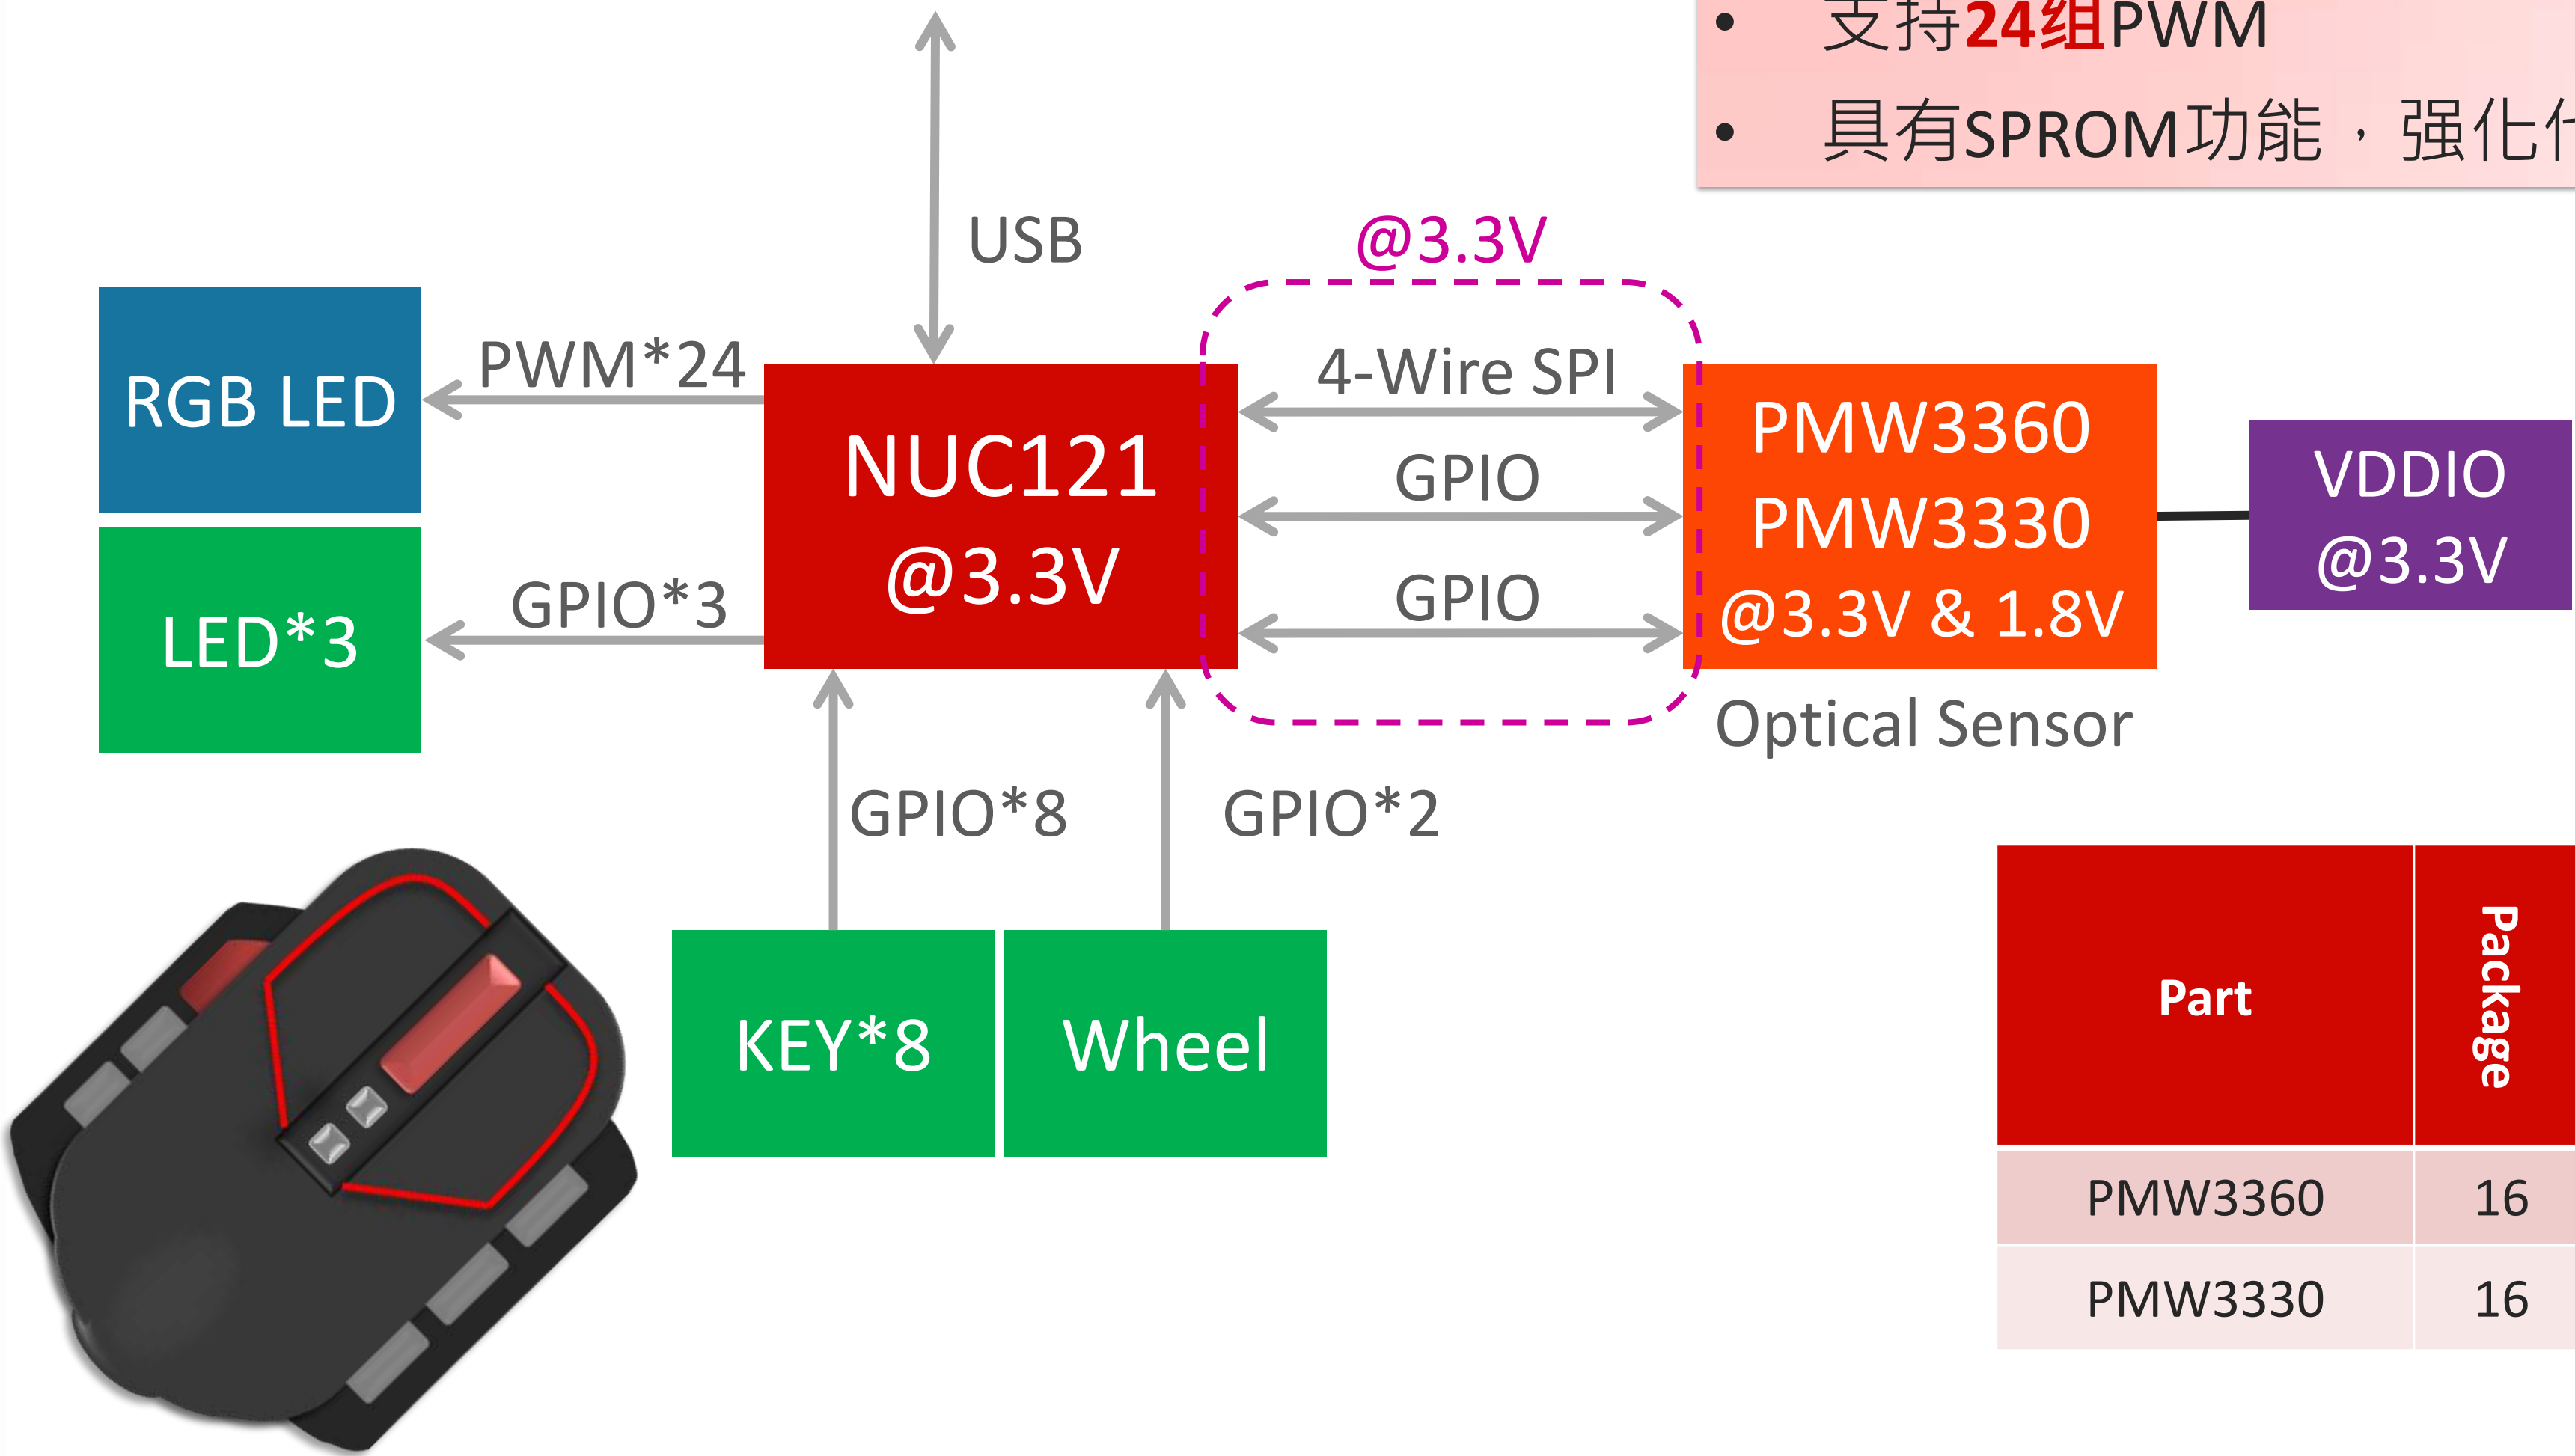 • 支持24组PWM
• 具有SPROM功能，强化
USB
@3.3V
RGB LED
PWM*24
NUC121
@3.3V
4-Wire SPI
GPIO
GPIO
PMW3360
PMW3330
@3.3V & 1.8V
VDDIO
@3.3V
LED*3
GPIO*3
Optical Sensor
GPIO*8
GPIO*2
KEY*8
Wheel
Part
Package
PMW3360
16
PMW3330
16